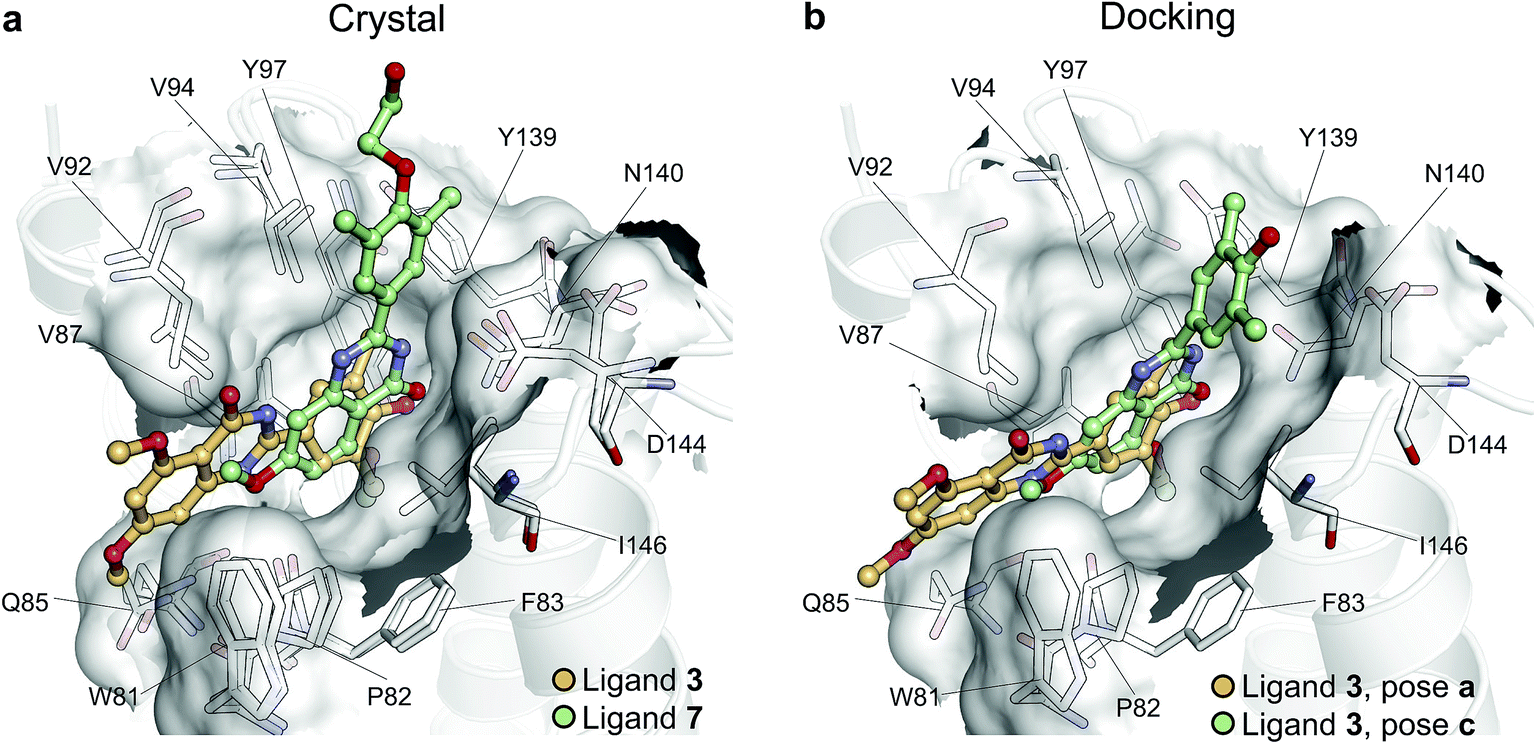 a
Crystal
Y97
V94
Y139
V92
N140
V87
D144
I146
Q85
F83
W81
P82
Ligand 3
Ligand 7
b
Docking
Y97
V94
Y139
V92
N140
V87
D144
I146
Q85
F83
W81
P82
Ligand 3, pose a
Ligand 3, pose c